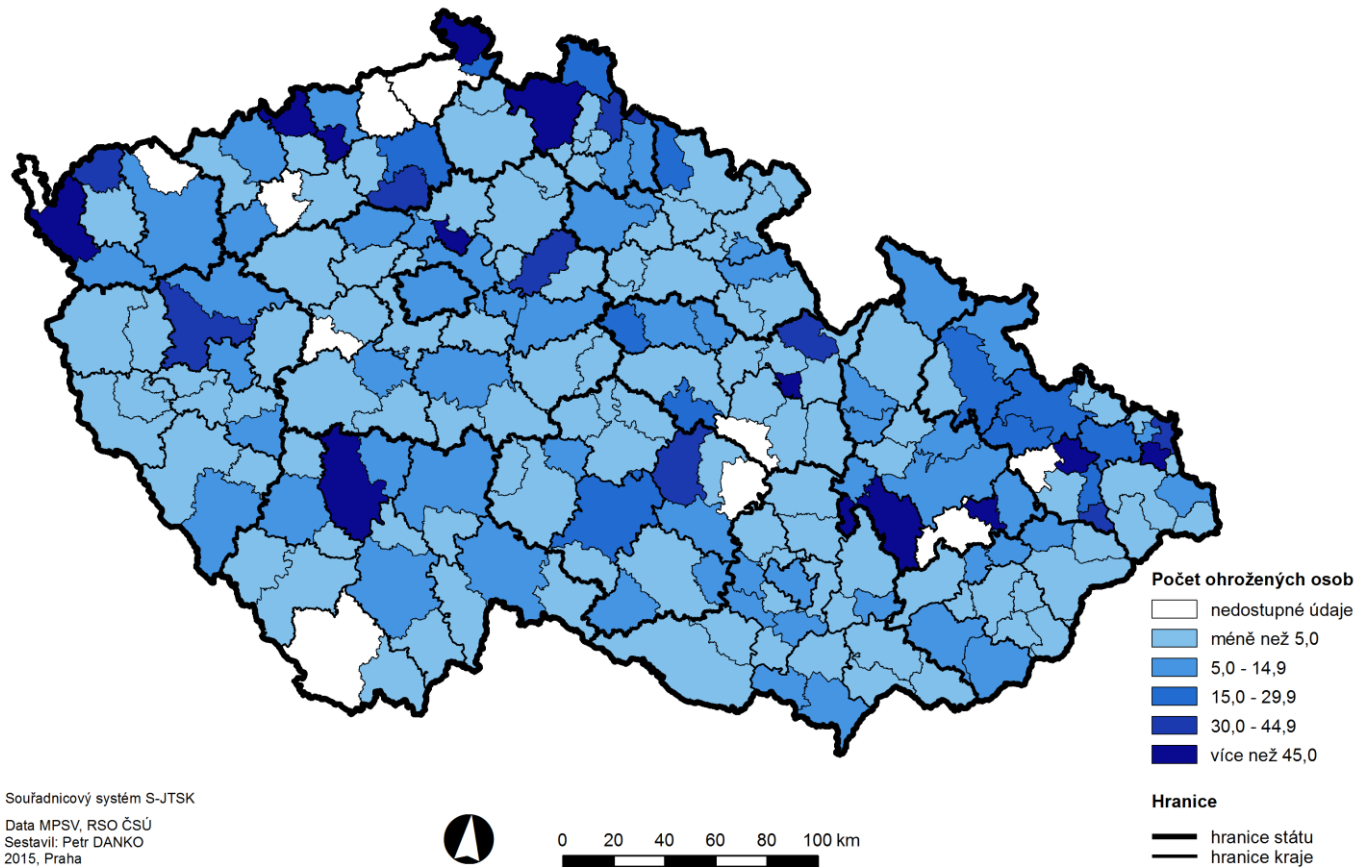 Počet ohrožených osob
nedostupné údaje
méně než 5,0
5,0 - 14,9
15,0 - 29,9
30,0 - 44,9
více než 45,0
Hranice
hranice státu
hranice kraje
Souřadnicový systém S-JTSK
Data MPSV, RSO ČSÚ
Sestavil: Petr DANKO
2015, Praha
0 20 40 60 80 100 km